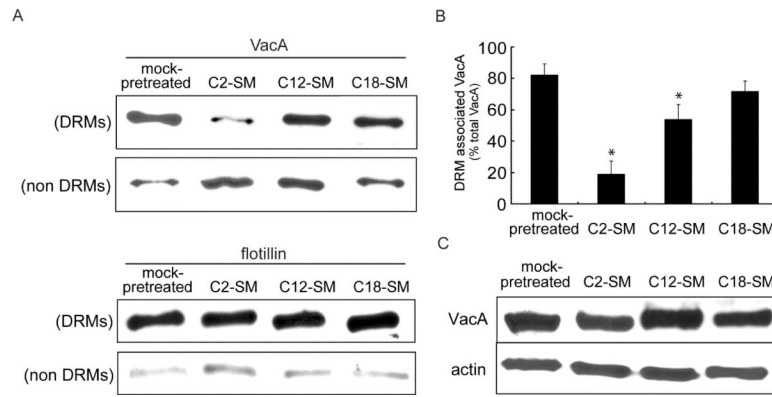 A
VacA
mock-
pretreated C2-SM C12-SM C18-SM
(DRMs)
(non DRMs)
flotillin
mock-
pretreated C2-SM C12-SM C18-SM
(DRMs)
(non DRMs)
B
DRM associated VacA
(% total VacA)
100
80
60
40
20
0
*
*
mock-
pretreated C2-SM C12-SM C18-SM
C
mock-
pretreated C2-SM C12-SM C18-SM
VacA
actin